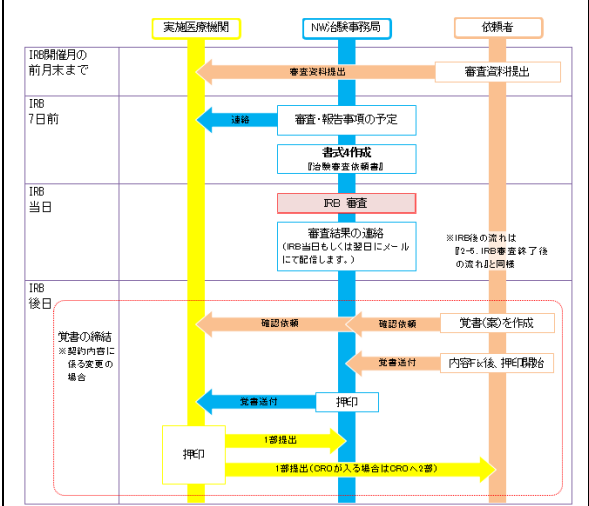 実施医療機関
NW治験事務局
依頼者
IRB開催月の
前月末まで
審査資料提出
審査資料提出
IRB
7日前
連絡
審査・報告事項の予定
書式4作成
『治験審査依頼書』
IRB
当日
IRB 審査
審査結果の連絡
(IRB当日もしくは翌日にメール
にて配信します。)
※IRB後の流れは
『2-5. IRB審査終了後
の流れ』と同様
IRB
後日
覚書の締結
※契約内容に
係る変更の
場合
確認依頼
確認依頼
覚書(案)を作成
覚書送付
内容Fix後、押印開始
覚書送付
押印
押印
1部提出
1部提出(CROが入る場合はCROへ2部)